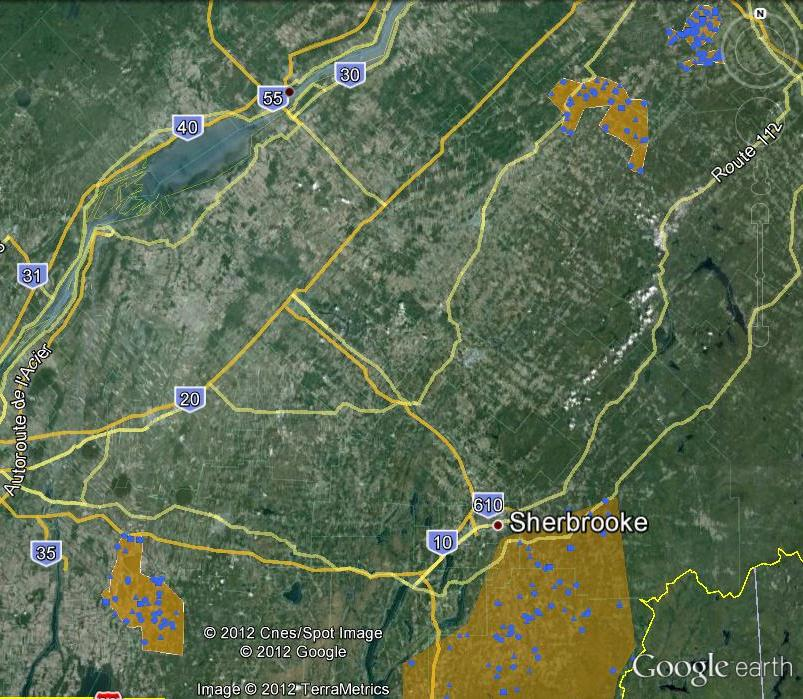 N
30
55
40
Route 112
31
Autoroute de l'Acier
20
610
Sherbrooke
10
35
© 2012 Cnes/Spot Image
© 2012 Google
Google earth
Image © 2012 TerraMetrics